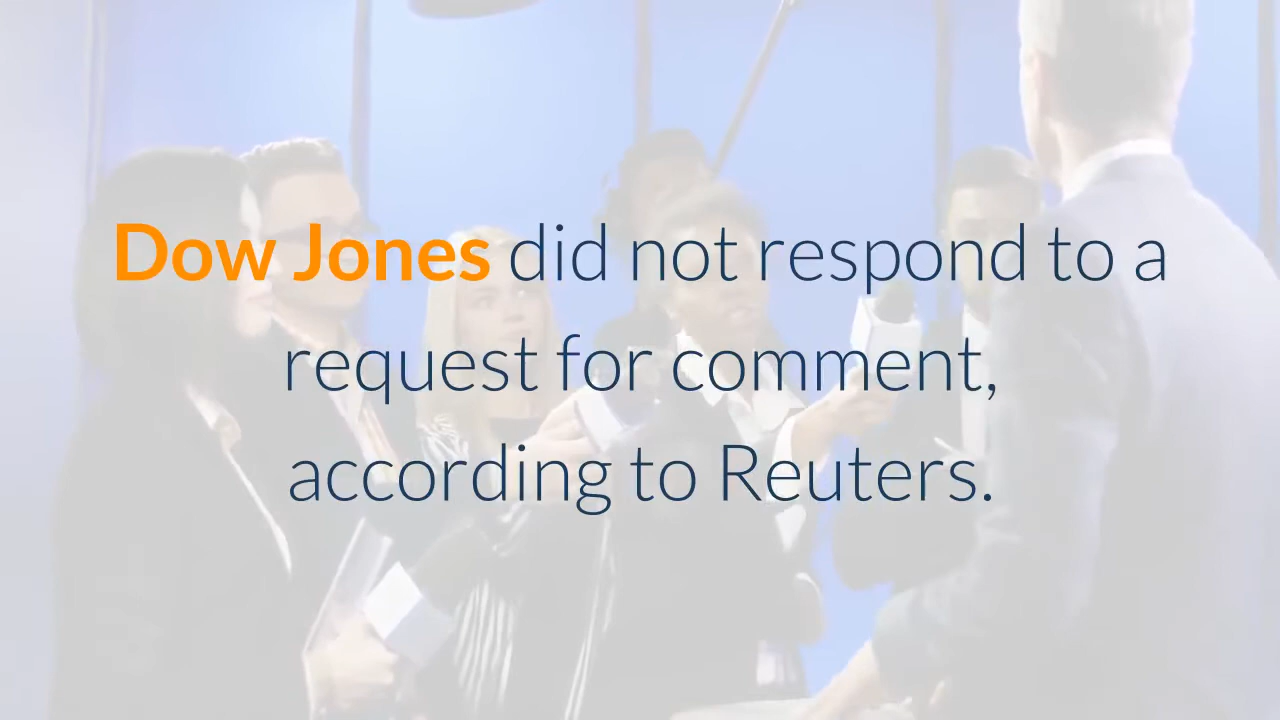 Dow Jones did not respond to a
request for comment,
according to Reuters.